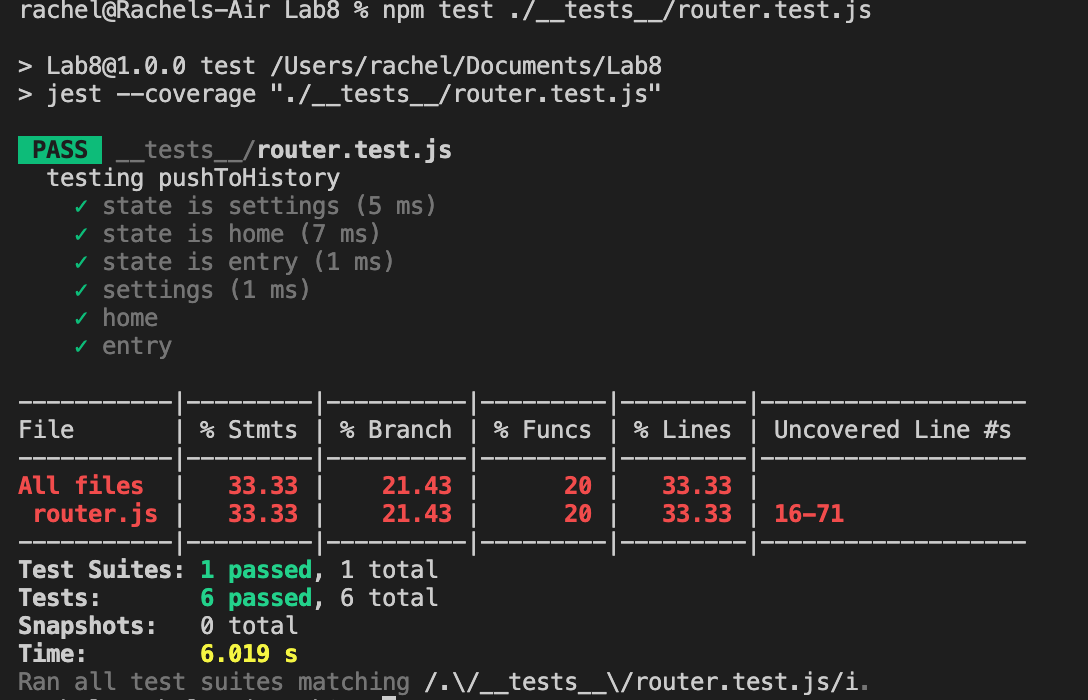 rachel@Rachels-Air Lab8 % npm test ./__tests__/router.test.js
> Lab8@1.0.0 test /Users/rachel/Documents/Lab8
> jest --coverage "./__tests__/router.test.js"
PASS __tests__/router.test.js
testing pushToHistory
✓ state is settings (5 ms)
✓ state is home (7 ms)
✓ state is entry (1 ms)
✓ settings (1 ms)
✓ home
✓ entry
-----------|---------|----------|---------|---------|-------------------
File       | % Stmts | % Branch | % Funcs | % Lines | Uncovered Line #s
-----------|---------|----------|---------|---------|-------------------
All files  |   33.33 |    21.43 |      20 |   33.33 |
 router.js |   33.33 |    21.43 |      20 |   33.33 | 16-71
-----------|---------|----------|---------|---------|-------------------
Test Suites: 1 passed, 1 total
Tests:       6 passed, 6 total
Snapshots:   0 total
Time:        6.019 s
Ran all test suites matching /.\/__tests__\/router.test.js/i.